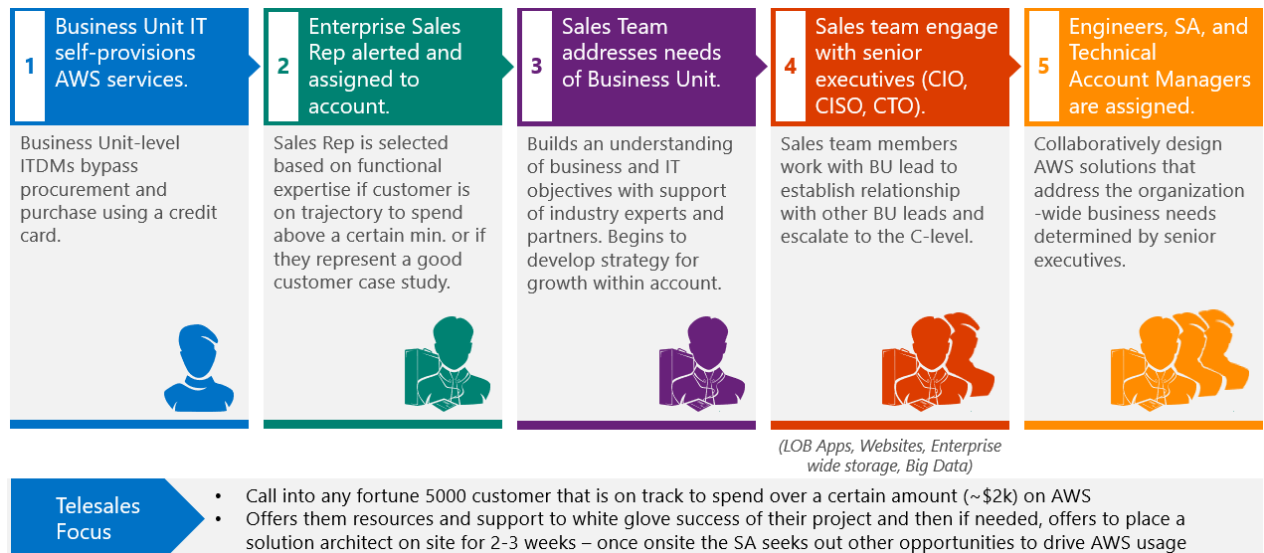 1
Business Unit IT
self-provisions
AWS services.
Business Unit-level
ITDMs bypass
procurement and
purchase using a credit
card.
2
Enterprise Sales
Rep alerted and
assigned to
account.
Sales Rep is selected
based on functional
expertise if customer is
on trajectory to spend
above a certain min. or if
they represent a good
customer case study.
3
Sales Team
addresses needs
of Business Unit.
Builds an understanding
of business and IT
objectives with support
of industry experts and
partners. Begins to
develop strategy for
growth within account.
4
Sales team engage
with senior
executives (CIO,
CISO, CTO).
Sales team members
work with BU lead to
establish relationship
with other BU leads and
escalate to the C-level.
(LOB Apps, Websites, Enterprise
wide storage, Big Data)
5
Engineers, SA, and
Technical
Account Managers
are assigned.
Collaboratively design
AWS solutions that
address the organization
-wide business needs
determined by senior
executives.
Telesales
Focus
• Call into any fortune 5000 customer that is on track to spend over a certain amount (~$2k) on AWS
• Offers them resources and support to white glove success of their project and then if needed, offers to place a
solution architect on site for 2-3 weeks – once onsite the SA seeks out other opportunities to drive AWS usage